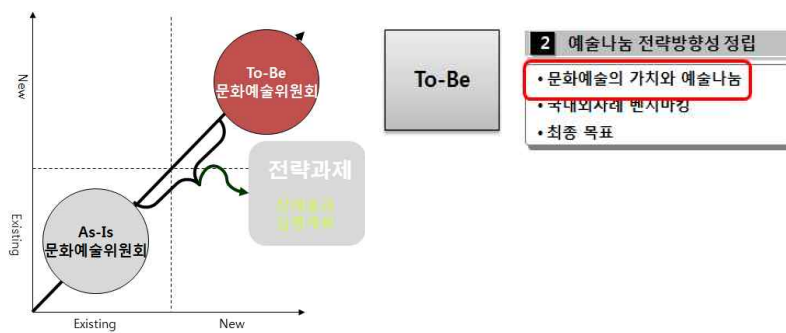 New
Existing
To-Be
문화예술위원회
전략과제
As-Is
문화예술위원회
Existing
New
To-Be
2 예술나눔 전략방향성 정립
• 문화예술의 가치와 예술나눔
• 국내외사례 벤치마킹
• 최종 목표